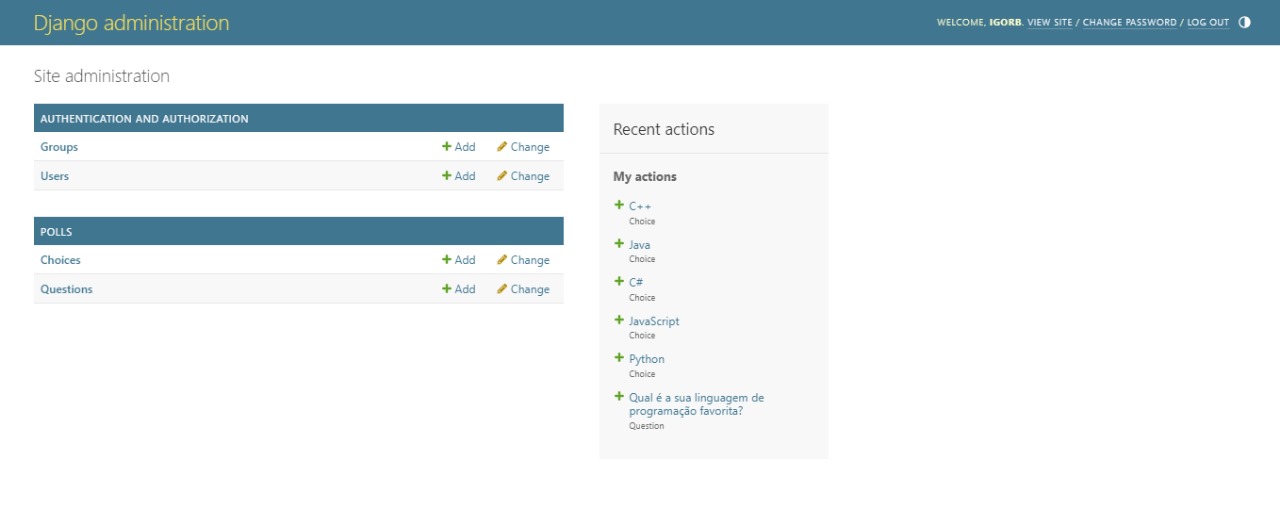 Django administration
WELCOME, IGORB. VIEW SITE / CHANGE PASSWORD / LOG OUT
Site administration
AUTHENTICATION AND AUTHORIZATION
Groups Add Change
Users Add Change
POLLS
Choices Add Change
Questions Add Change
Recent actions
My actions
C++
Choice
Java
Choice
C#
Choice
JavaScript
Choice
Python
Choice
Qual é a sua linguagem de
programação favorita?
Question